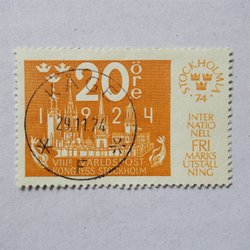 20 öre
1924
29.11.74
VIII E VÄRLDSPOST-
KONGRESS STOCKHOLM
STOCKHOLMIA
74
INTER
NATIO
NELL
FRI
MÄRKS
UTSTÄLL
NING